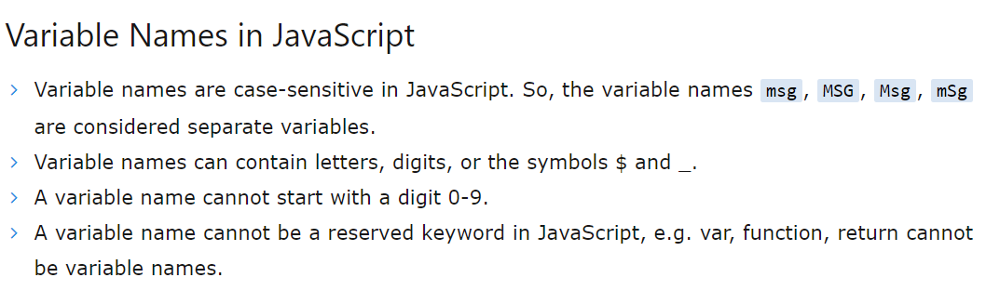 Variable Names in JavaScript
Variable names are case-sensitive in JavaScript. So, the variable names msg, MSG, Msg, mSg
are considered separate variables.
Variable names can contain letters, digits, or the symbols $ and _.
A variable name cannot start with a digit 0-9.
A variable name cannot be a reserved keyword in JavaScript, e.g. var, function, return cannot
be variable names.